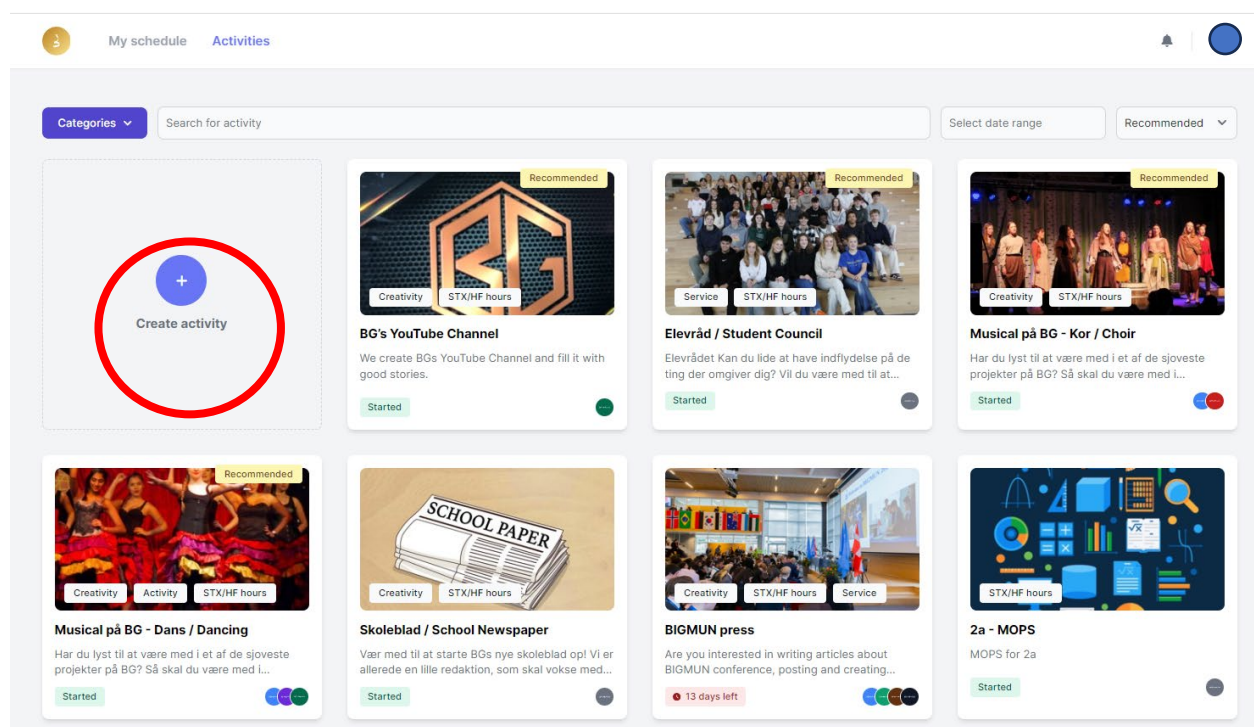 My schedule
Activities
Categories
Search for activity
Select date range
Recommended
+
Create activity
Recommended
BG
Creativity
STX/HF hours
BG's YouTube Channel
We create BGs YouTube Channel and fill it with
good stories.
Started
Recommended
Service
STX/HF hours
Elevråd / Student Council
Elevrådet Kan du lide at have indflydelse på de
ting der omgiver dig? Vil du være med til at...
Started
Recommended
Creativity
STX/HF hours
Musical på BG - Kor / Choir
Har du lyst til at være med i et af de sjoveste
projekter på BG? Så skal du være med i...
Started
Recommended
Creativity
Activity
STX/HF hours
Musical på BG - Dans / Dancing
Har du lyst til at være med i et af de sjoveste
projekter på BG? Så skal du være med i...
Started
SCHOOL PAPER
Creativity
STX/HF hours
Skoleblad / School Newspaper
Vær med til at starte BGs nye skoleblad op! Vi er
allerede en lille redaktion, som skal vokse med...
Started
Creativity
STX/HF hours
Service
BIGMUN press
Are you interested in writing articles about
BIGMUN conference, posting and creating...
13 days left
STX/HF hours
2a - MOPS
MOPS for 2a
Started